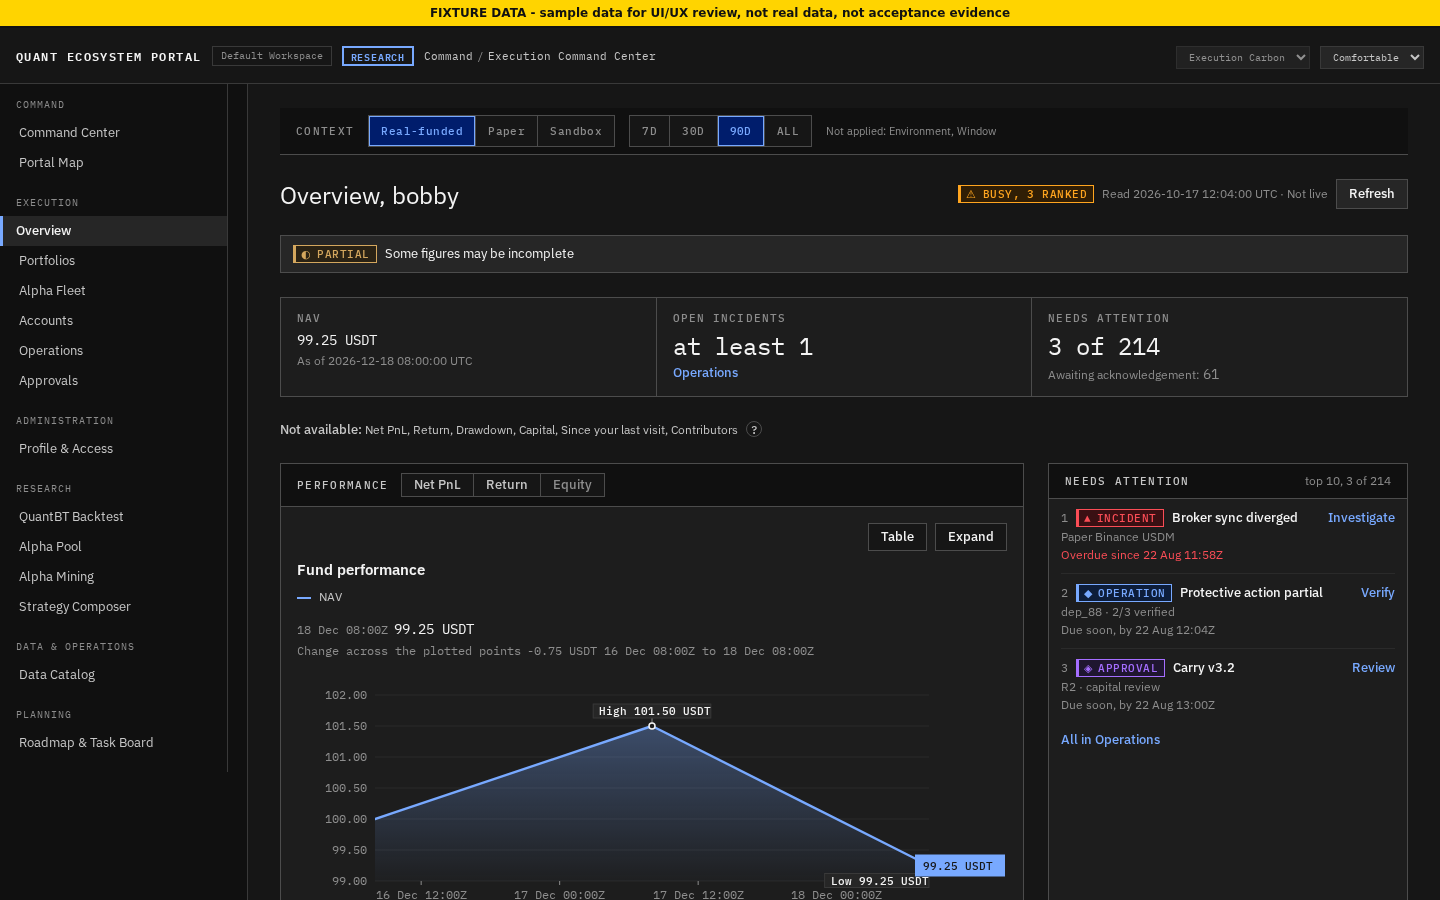 FIXTURE DATA - sample data for UI/UX review, not real data, not acceptance evidence
QUANT ECOSYSTEM PORTAL Default Workspace RESEARCH Command / Execution Command Center Execution Carbon Comfortable
COMMAND
Command Center
Portal Map
EXECUTION
Overview
Portfolios
Alpha Fleet
Accounts
Operations
Approvals
ADMINISTRATION
Profile & Access
RESEARCH
QuantBT Backtest
Alpha Pool
Alpha Mining
Strategy Composer
DATA & OPERATIONS
Data Catalog
PLANNING
Roadmap & Task Board
CONTEXT Real-funded Paper Sandbox 7D 30D 90D ALL Not applied: Environment, Window
Overview, bobby
⚠ BUSY, 3 RANKED Read 2026-10-17 12:04:00 UTC · Not live Refresh
◐ PARTIAL Some figures may be incomplete
NAV
99.25 USDT
As of 2026-12-18 08:00:00 UTC
OPEN INCIDENTS
at least 1
Operations
NEEDS ATTENTION
3 of 214
Awaiting acknowledgement: 61
Not available: Net PnL, Return, Drawdown, Capital, Since your last visit, Contributors ?
PERFORMANCE Net PnL Return Equity
Table Expand
Fund performance
NAV
18 Dec 08:00Z 99.25 USDT
Change across the plotted points -0.75 USDT 16 Dec 08:00Z to 18 Dec 08:00Z
102.00
High 101.50 USDT
101.50
101.00
100.50
100.00
99.50
99.25 USDT
99.00
Low 99.25 USDT
16 Dec 12:00Z 17 Dec 00:00Z 17 Dec 12:00Z 18 Dec 00:00Z
NEEDS ATTENTION top 10, 3 of 214
1 ▲ INCIDENT Broker sync diverged Investigate
Paper Binance USDM
Overdue since 22 Aug 11:58Z
2 ◆ OPERATION Protective action partial Verify
dep_88 · 2/3 verified
Due soon, by 22 Aug 12:04Z
3 ◈ APPROVAL Carry v3.2 Review
R2 · capital review
Due soon, by 22 Aug 13:00Z
All in Operations